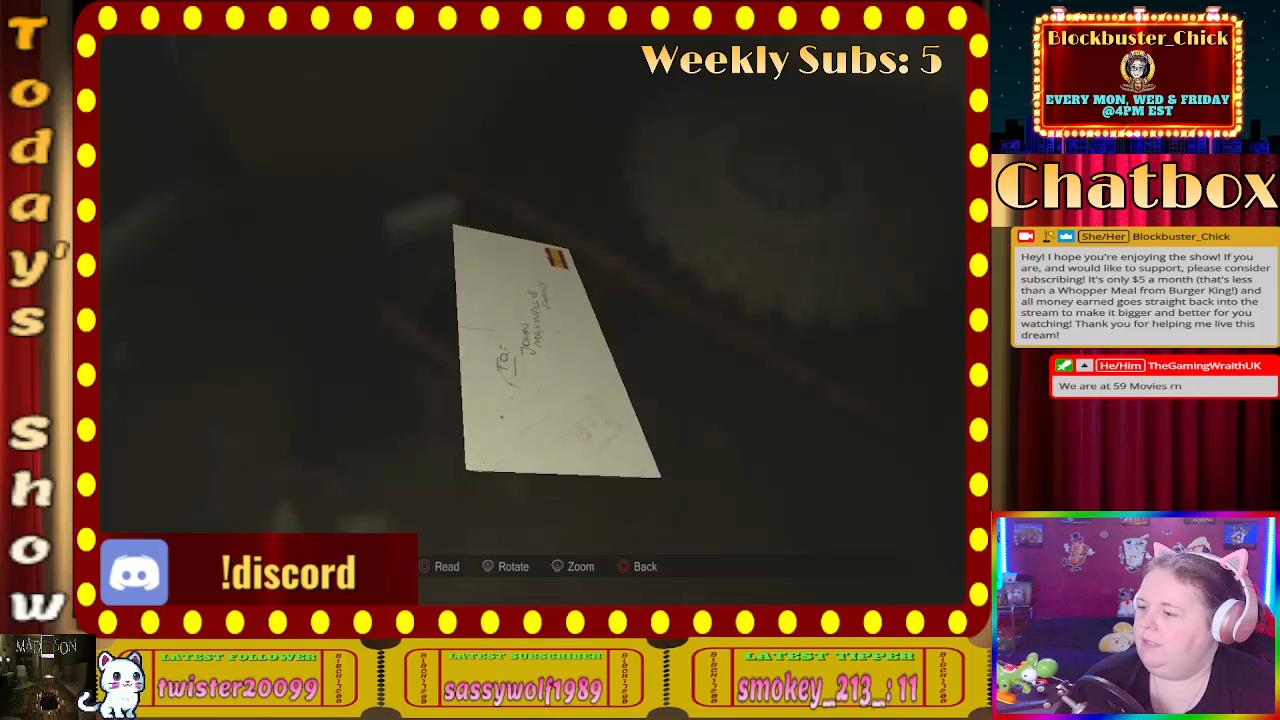 Today's Show
Weekly Subs: 5
TO:
JOHN
MAXWELL &
FAMILY
Read
Rotate
Zoom
Back
!discord
MADISON
LATEST FOLLOWER
twister20099
LATEST SUBSCRIBER
sassywolf1989
LATEST TIPPER
smokey_213_: 11
Blockbuster_Chick
EVERY MON, WED & FRIDAY
@4PM EST
Chatbox
She/Her Blockbuster_Chick
Hey! I hope you're enjoying the show! If you
are, and would like to support, please consider
subscribing! It's only $5 a month (that's less
than a Whopper Meal from Burger King!) and
all money earned goes straight back into the
stream to make it bigger and better for you
watching! Thank you for helping me live this
dream!
He/Him TheGamingWraithUK
We are at 59 Movies rn